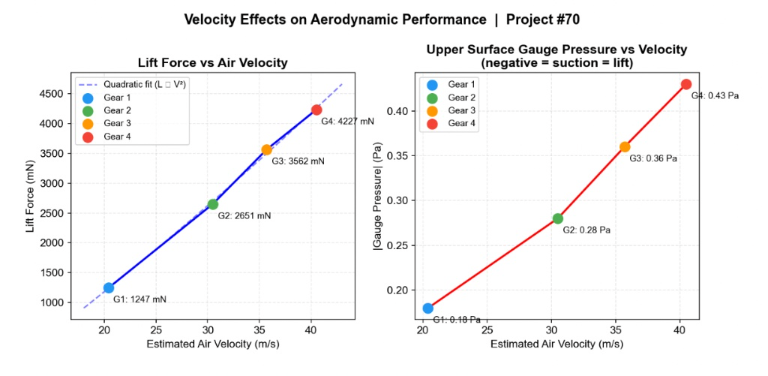 Velocity Effects on Aerodynamic Performance | Project #70
Lift Force vs Air Velocity
Quadratic fit (L □ V²)
Gear 1
Gear 2
Gear 3
Gear 4
4500
4000
3500
3000
2500
2000
1500
1000
Lift Force (mN)
G4: 4227 mN
G3: 3562 mN
G2: 2651 mN
G1: 1247 mN
20
25
30
35
40
Estimated Air Velocity (m/s)
Upper Surface Gauge Pressure vs Velocity
(negative = suction = lift)
Gear 1
Gear 2
Gear 3
Gear 4
0.40
0.35
0.30
0.25
0.20
|Gauge Pressure| (Pa)
G4: 0.43 Pa
G3: 0.36 Pa
G2: 0.28 Pa
G1: 0.18 Pa
20
25
30
35
40
Estimated Air Velocity (m/s)